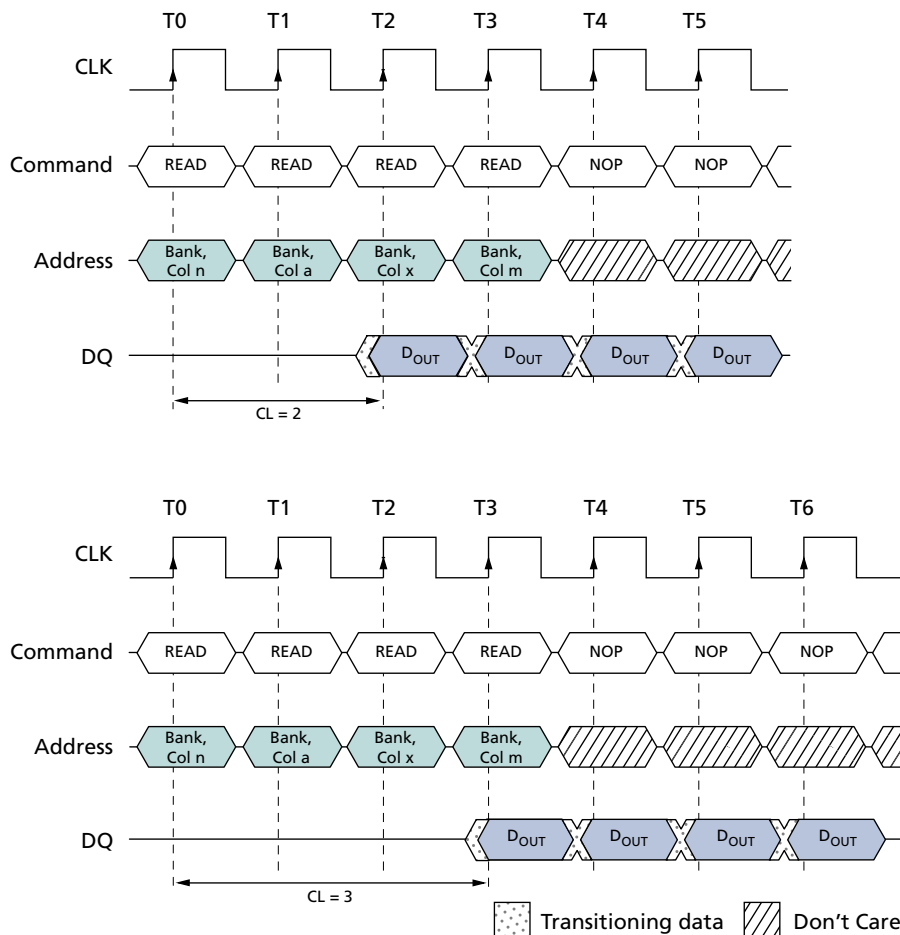 T0 T1 T2 T3 T4 T5
CLK
Command READ READ READ READ NOP NOP
Address Bank, Col n Bank, Col a Bank, Col x Bank, Col m
DQ DOUT DOUT DOUT DOUT
CL = 2
T0 T1 T2 T3 T4 T5 T6
CLK
Command READ READ READ READ NOP NOP NOP
Address Bank, Col n Bank, Col a Bank, Col x Bank, Col m
DQ DOUT DOUT DOUT DOUT
CL = 3
Transitioning data Don't Care